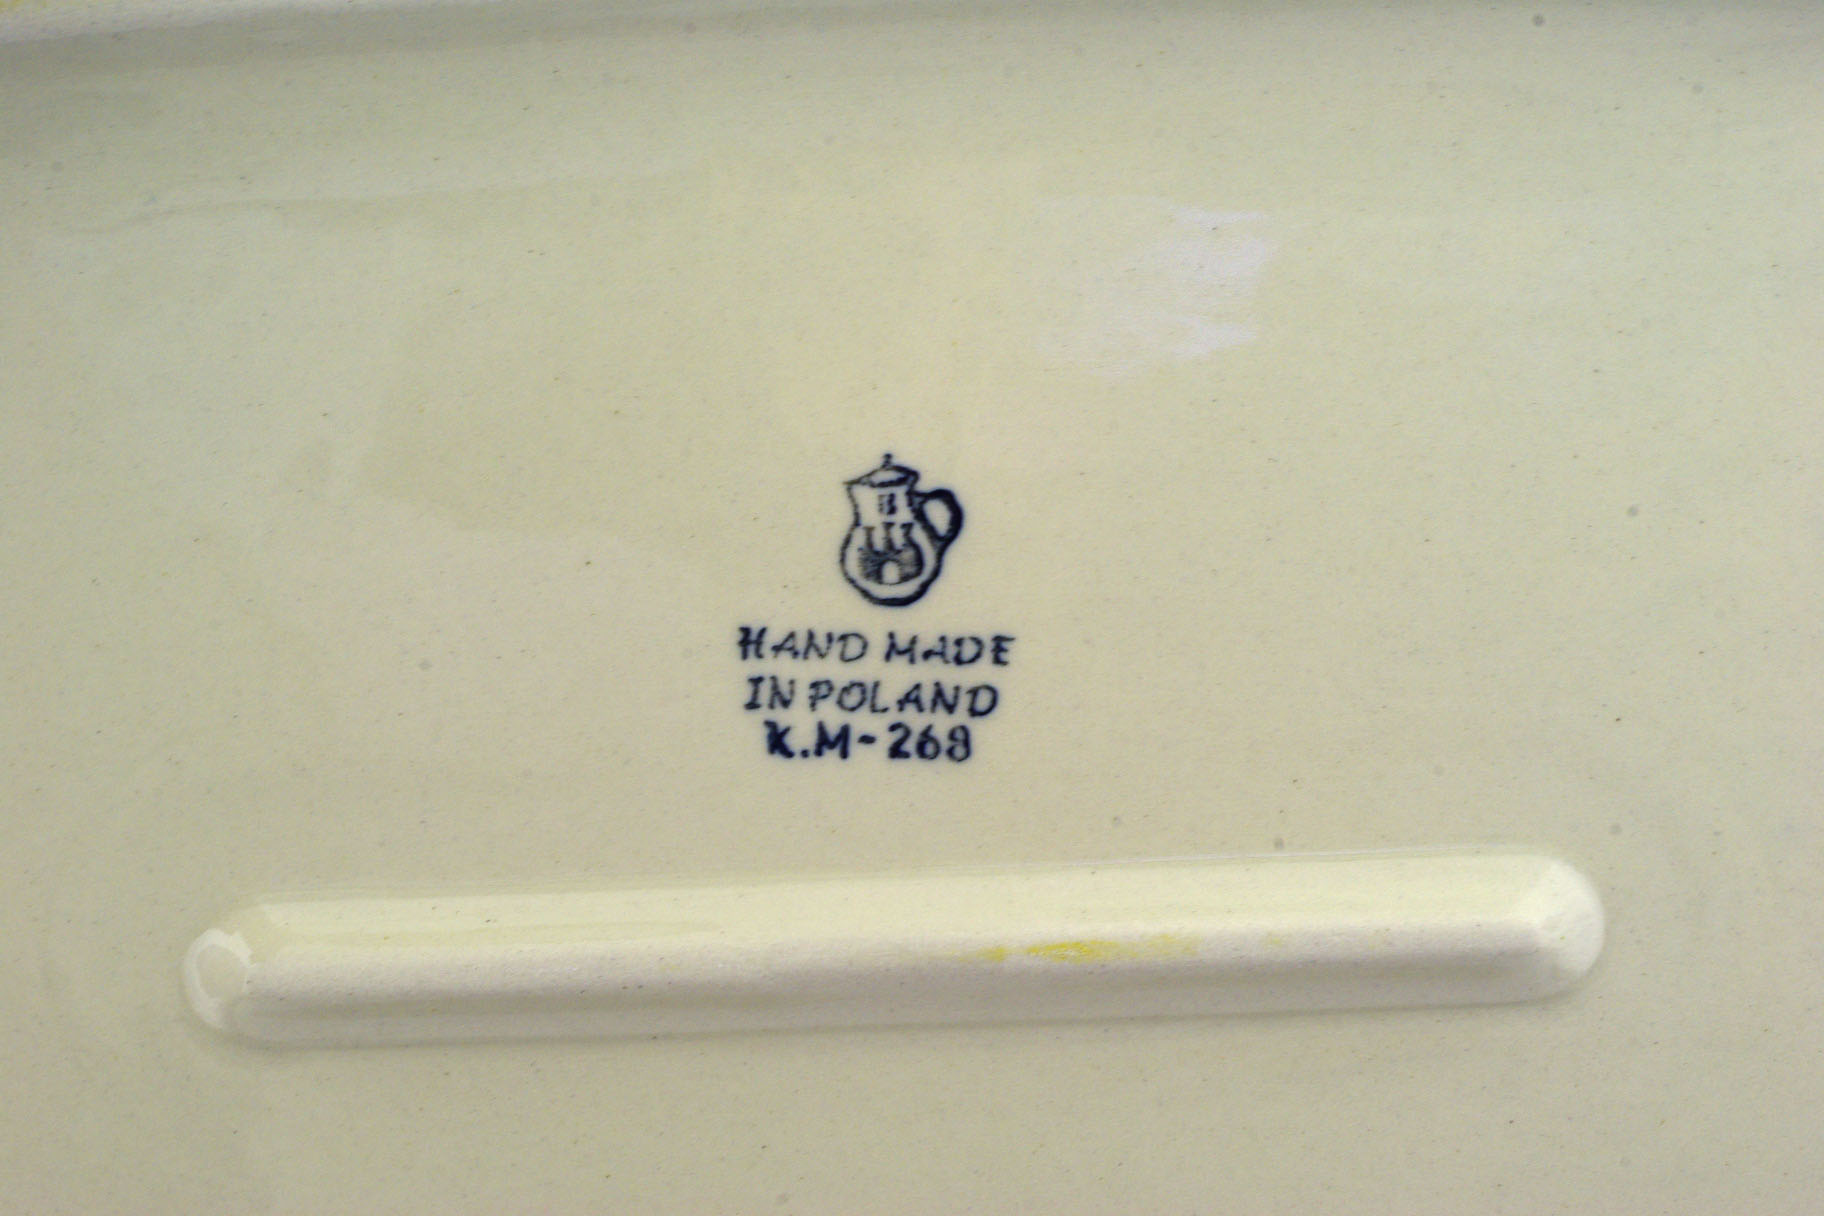 B
HAND MADE
IN POLAND
K.M-268